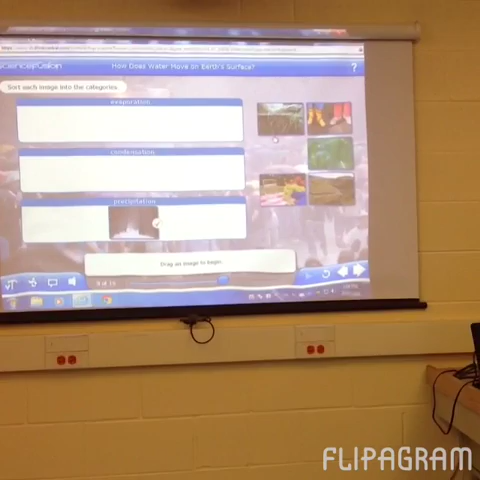 How Does Water Move on Earth's Surface?
?
Sort each image into the categories
evaporation
condensation
precipitation
Drag an image to begin.
FLIPAGRAM